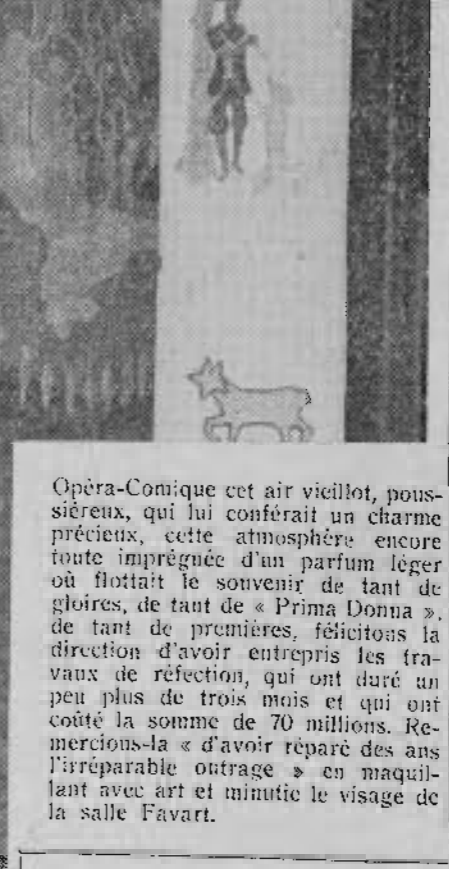 Opéra-Comique cet air vieillot, pous-
siéreux, qui lui conférait un charme
précieux, cette atmosphère encore
toute imprégnée d'un parfum léger
où flottait le souvenir de tant de
gloires, de tant de « Prima Donna »,
de tant de premières, félicitons la
direction d'avoir entrepris les tra-
vaux de réfection, qui ont duré un
peu plus de trois mois et qui ont
coûté la somme de 70 millions. Re-
mercions-la « d'avoir réparé des ans
l'irréparable outrage » en maquil-
lant avec art et minutie le visage de
la salle Favart.